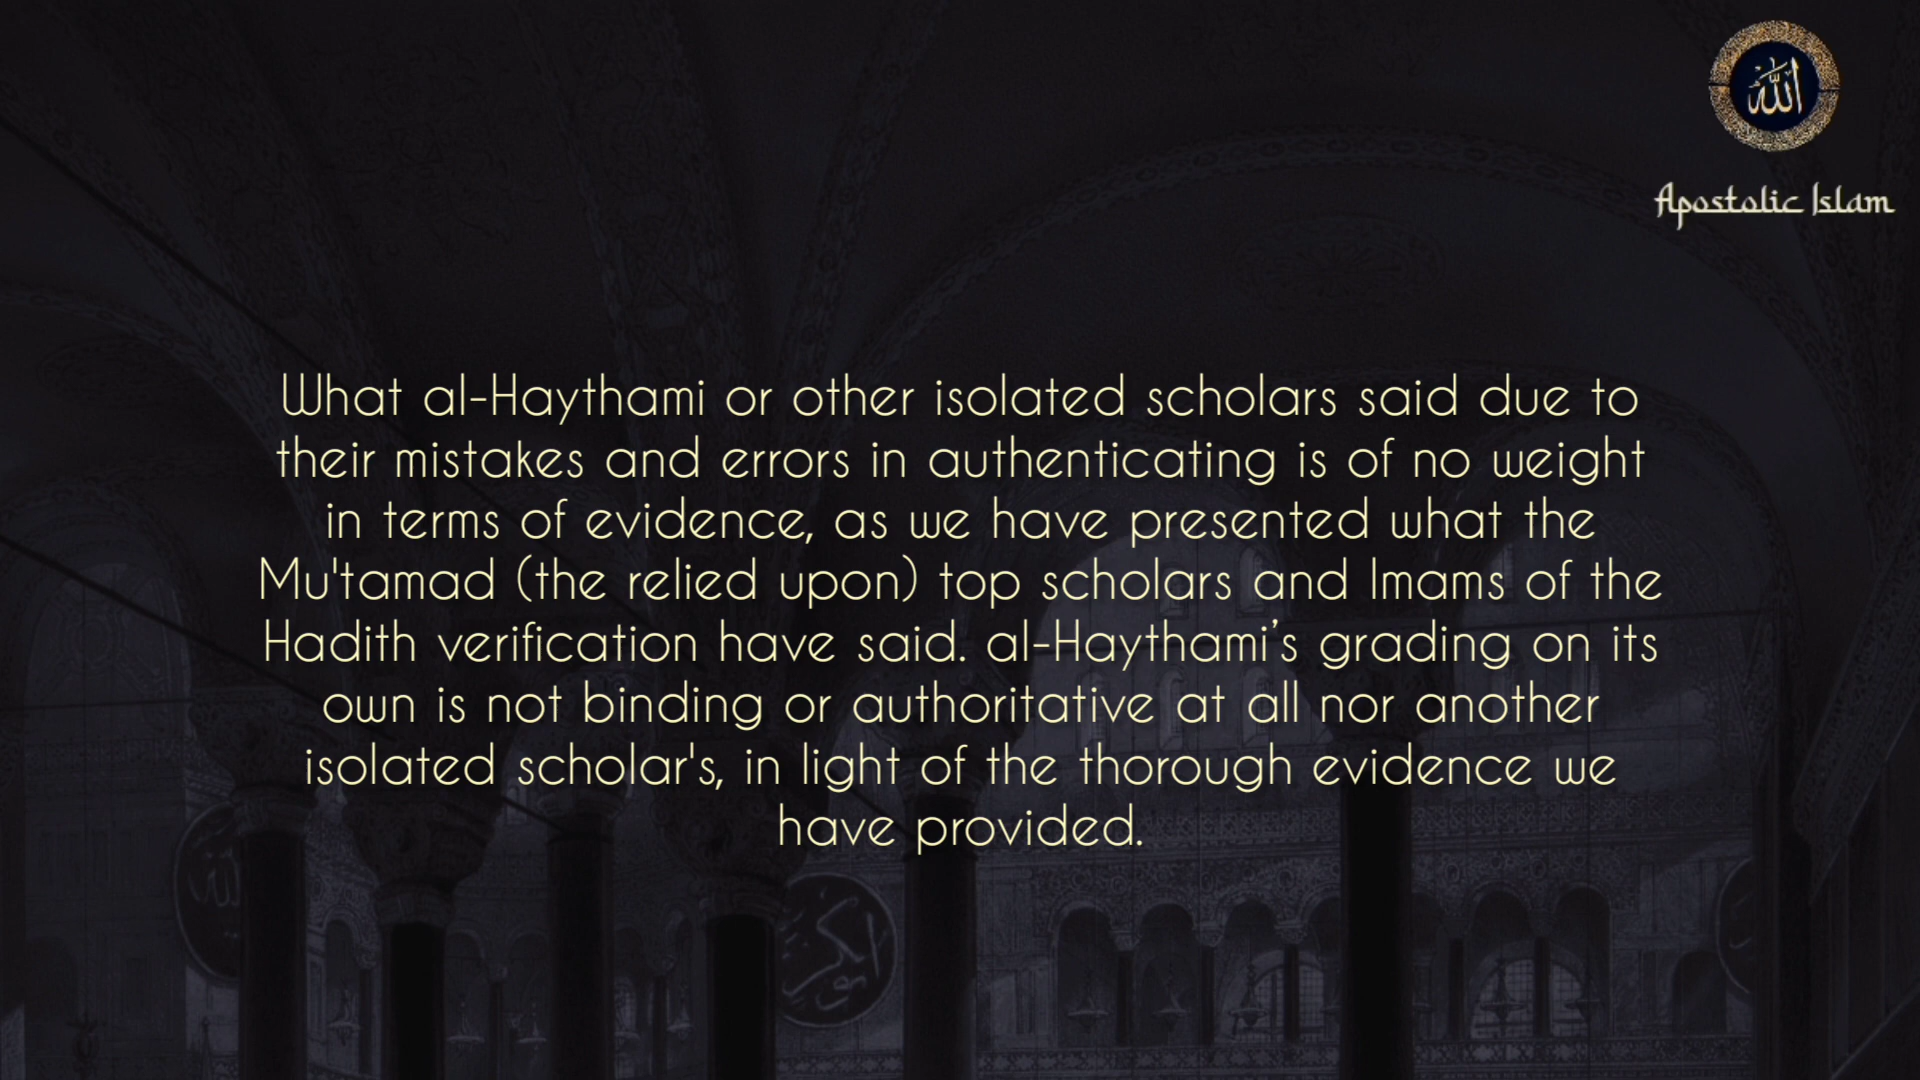 الله
Apostolic Islam
What al-Haythami or other isolated scholars said due to
their mistakes and errors in authenticating is of no weight
in terms of evidence, as we have presented what the
Mu'tamad (the relied upon) top scholars and Imams of the
Hadith verification have said. al-Haythami’s grading on its
own is not binding or authoritative at all nor another
isolated scholar's, in light of the thorough evidence we
have provided.